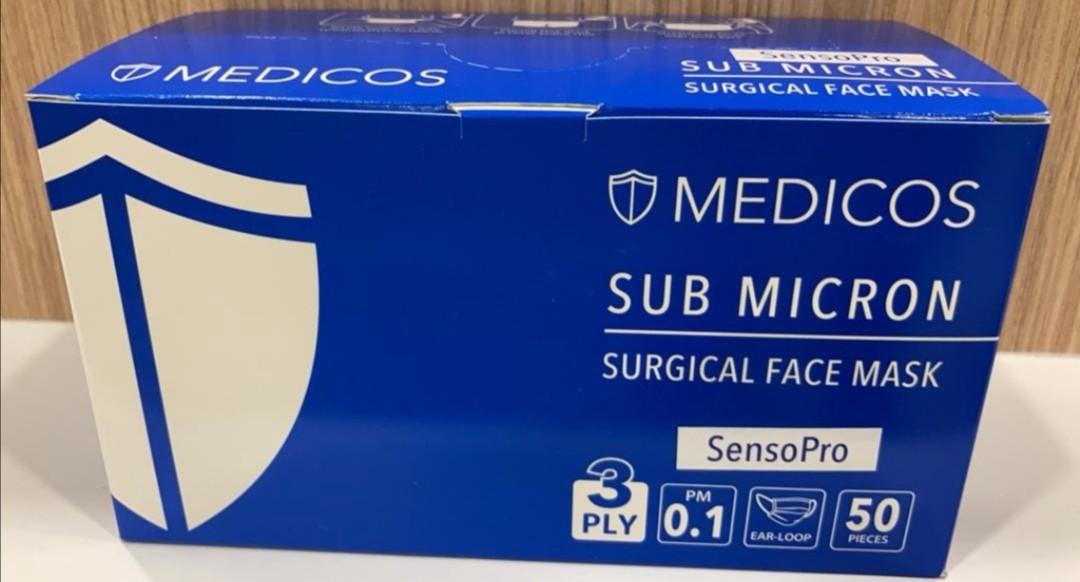 MEDICOS
SensoPro
SUB MICRON
SURGICAL FACE MASK
MEDICOS
SUB MICRON
SURGICAL FACE MASK
SensoPro
3
PLY
PM
0.1
EAR-LOOP
50
PIECES